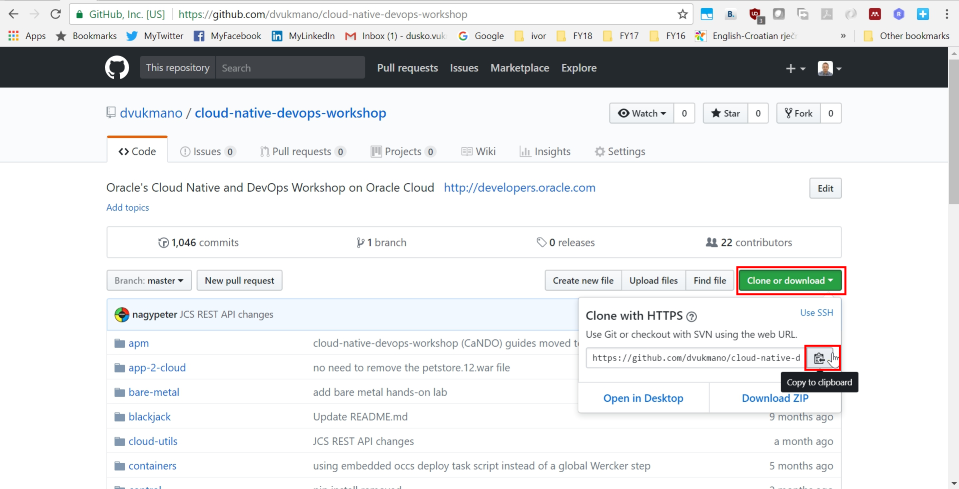 GitHub, Inc. [US] https://github.com/dvukmano/cloud-native-devops-workshop
Apps Bookmarks MyTwitter MyFacebook MyLinkedIn Inbox (1) - dusko.vuk Google ivor FY18 FY17 FY16 English-Croatian rječ » Other bookmarks
This repository Search Pull requests Issues Marketplace Explore
dvukmano / cloud-native-devops-workshop Watch 0 Star 0 Fork 0
Code Issues 0 Pull requests 0 Projects 0 Wiki Insights Settings
Oracle's Cloud Native and DevOps Workshop on Oracle Cloud http://developers.oracle.com Edit
Add topics
1,046 commits 1 branch 0 releases 22 contributors
Branch: master New pull request Create new file Upload files Find file Clone or download
nagypeter JCS REST API changes
Clone with HTTPS Use SSH
Use Git or checkout with SVN using the web URL.
https://github.com/dvukmano/cloud-native-d
Copy to clipboard
Open in Desktop Download ZIP
apm cloud-native-devops-workshop (CaNDO) guides moved to
app-2-cloud no need to remove the petstore.12.war file
bare-metal add bare metal hands-on lab
blackjack Update README.md 9 months ago
cloud-utils JCS REST API changes a month ago
containers using embedded occs deploy task script instead of a global Wercker step 5 months ago